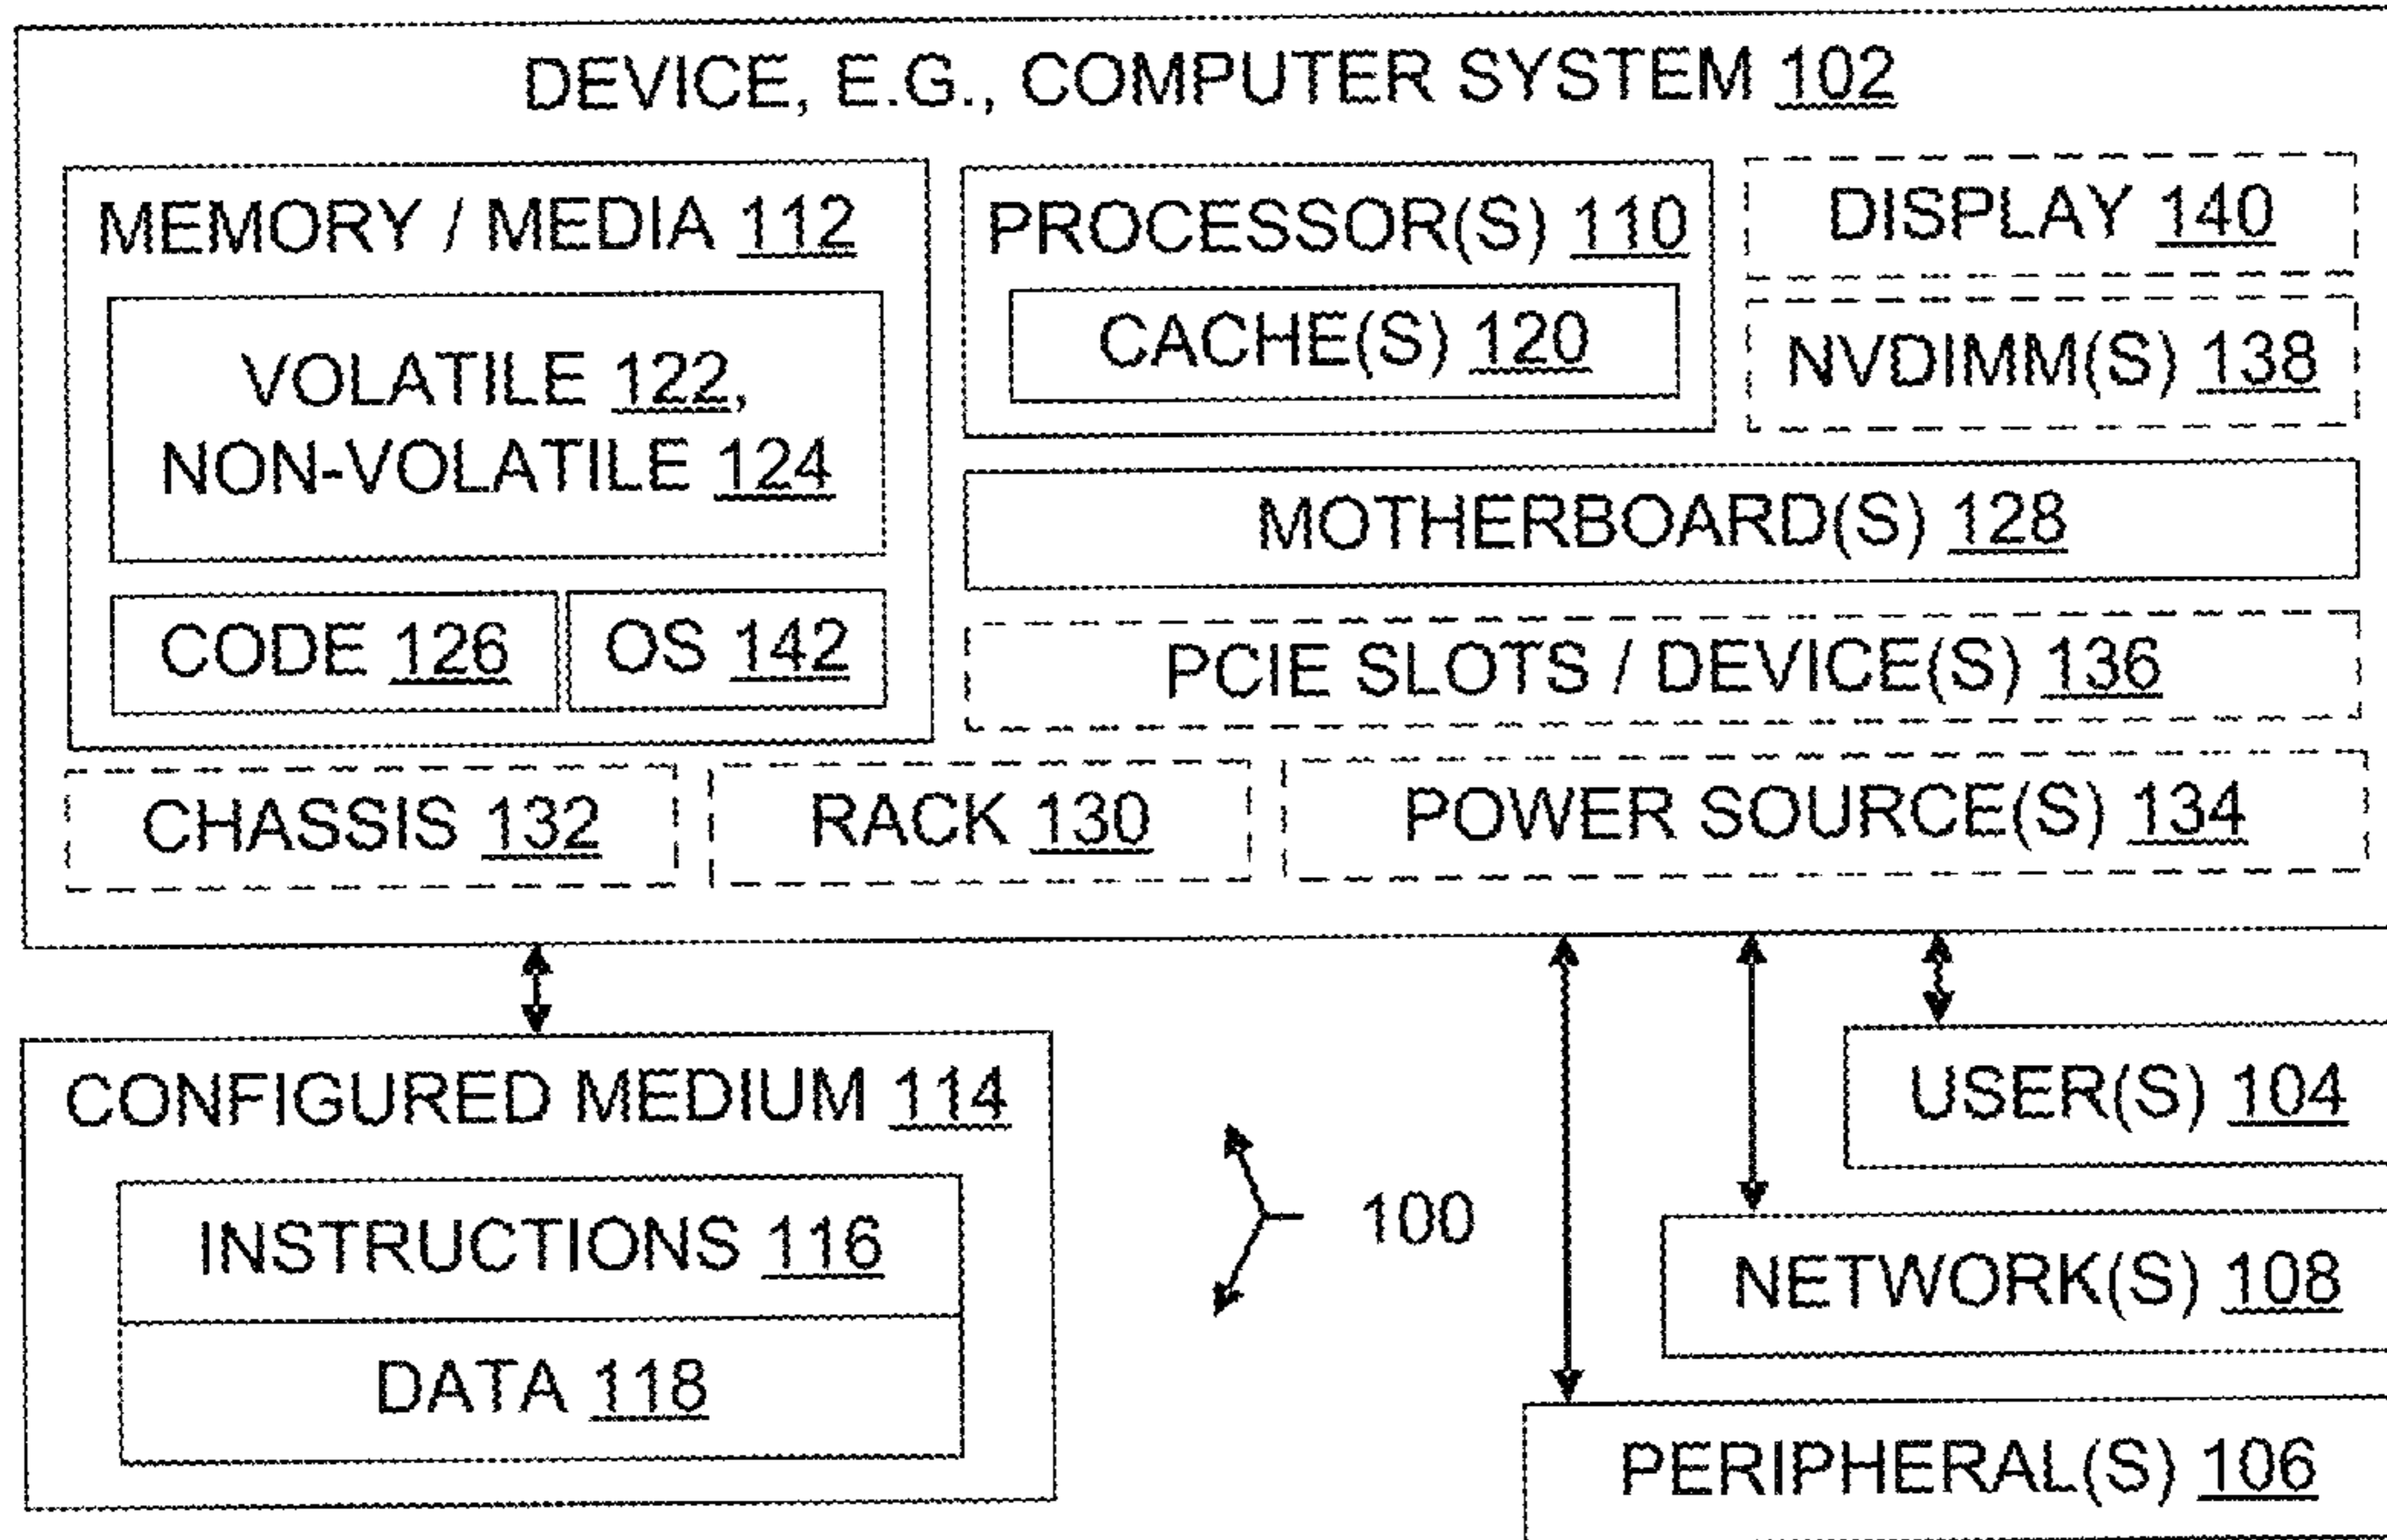 DEVICE, E.G., COMPUTER SYSTEM 102
MEMORY / MEDIA 112
VOLATILE 122,
NON-VOLATILE 124
CODE 126
OS 142
PROCESSOR(S) 110
CACHE(S) 120
DISPLAY 140
NVDIMM(S) 138
MOTHERBOARD(S) 128
PCIE SLOTS / DEVICE(S) 136
CHASSIS 132
RACK 130
POWER SOURCE(S) 134
CONFIGURED MEDIUM 114
INSTRUCTIONS 116
DATA 118
100
USER(S) 104
NETWORK(S) 108
PERIPHERAL(S) 106